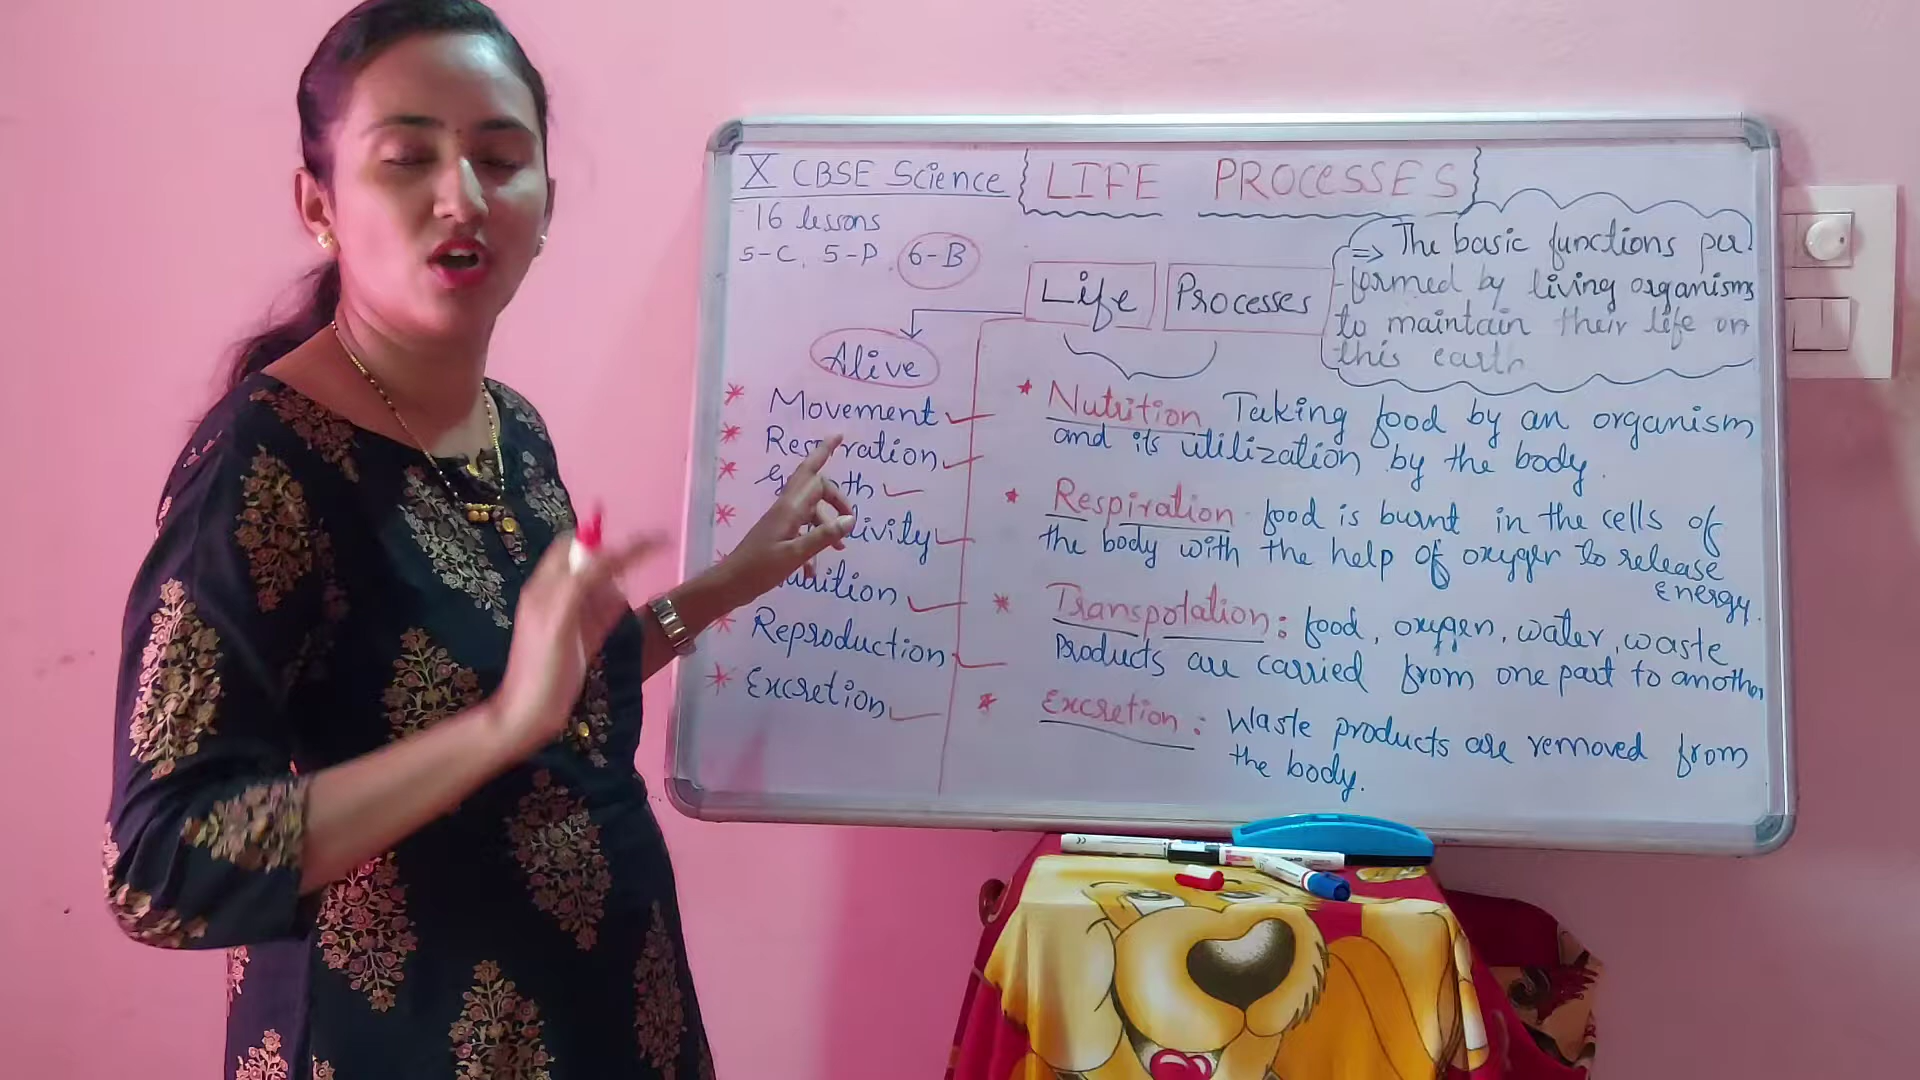 X CBSE Science
LIFE PROCESSES
16 lessons
5-C, 5-P, 6-B
Life Processes
=> The basic functions per
-formed by living organisms
to maintain their life on
this earth
Alive
* Movement
* Respiration
* Growth
*
*
* Reproduction
* Excretion
* Nutrition Taking food by an organism
and its utilization by the body.
* Respiration food is burnt in the cells of
the body with the help of oxygen to release
Energy.
* Transpotation: food, oxygen, water, waste
Products are carried from one part to another
* Excretion: Waste products are removed from
the body.